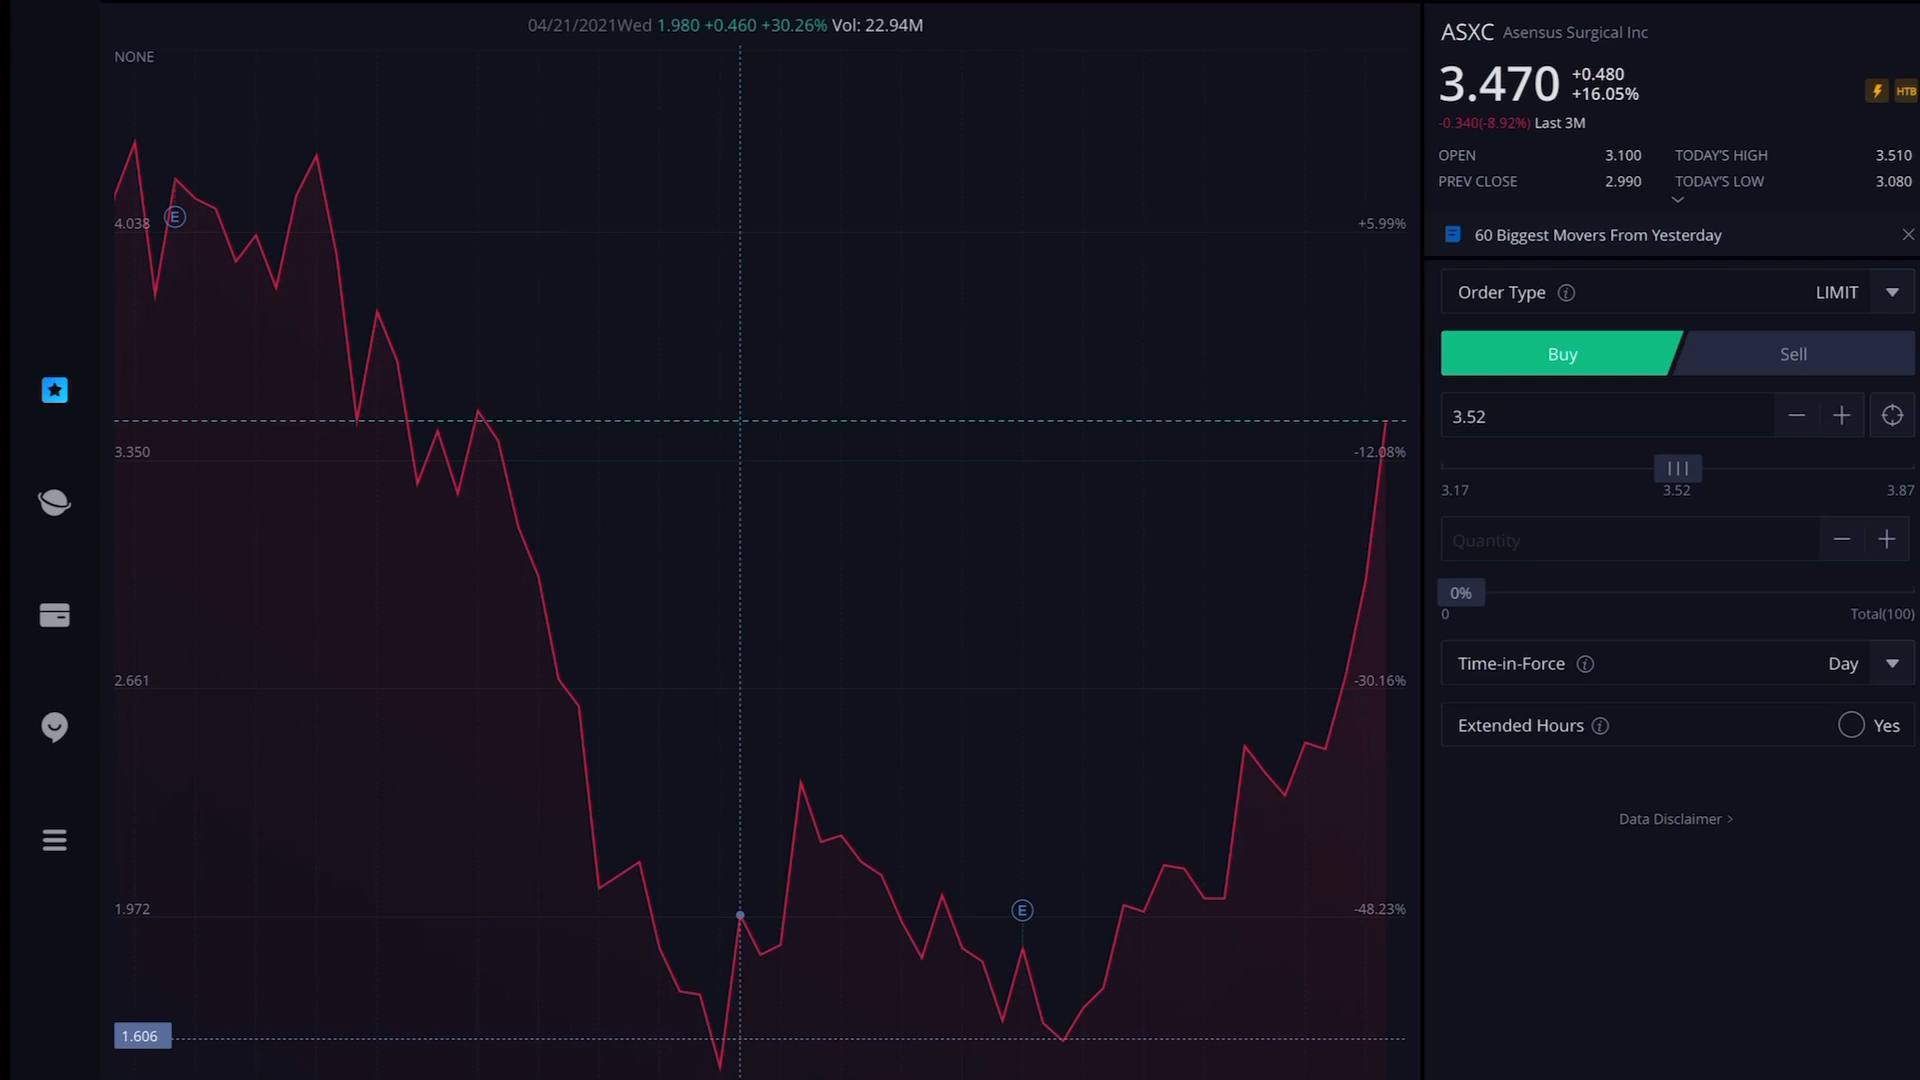 04/21/2021Wed 1.980 +0.460 +30.26% Vol: 22.94M
NONE
E
4.038
+5.99%
3.350
-12.08%
2.661
-30.16%
1.972
-48.23%
E
1.606
ASXC Asensus Surgical Inc
3.470
+0.480
+16.05%
HTB
-0.340(-8.92%) Last 3M
OPEN 3.100 TODAY'S HIGH 3.510
PREV CLOSE 2.990 TODAY'S LOW 3.080
60 Biggest Movers From Yesterday
Order Type LIMIT
Buy Sell
3.52
3.17 3.52 3.87
Quantity
0%
0 Total(100)
Time-in-Force Day
Extended Hours Yes
Data Disclaimer >